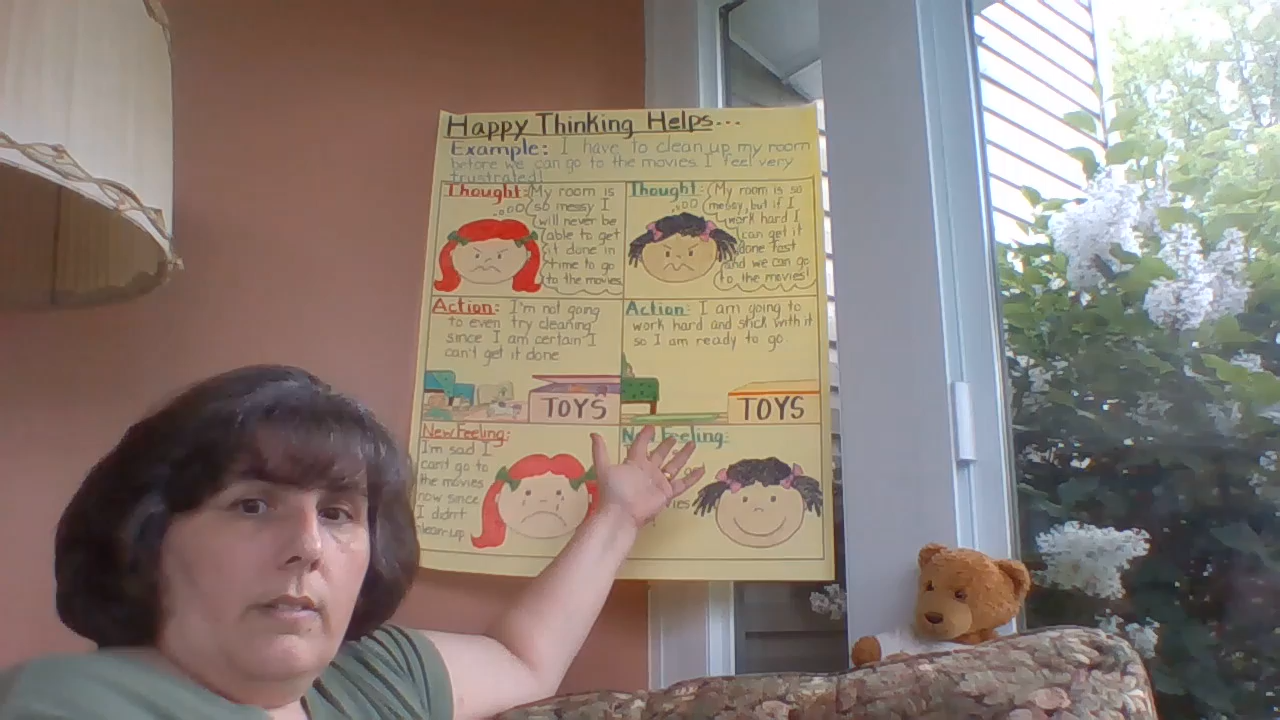 Happy Thinking Helps...
Example: I have to clean up my room
before we can go to the movies. I feel very
frustrated!
Thought: My room is
so messy I
will never be
able to get
it done in
time to go
to the movies
Thought: My room is so
messy, but if I
work hard I
can get it
done fast
and we can go
to the movies!
Action: I'm not going
to even try cleaning
since I am certain I
can't get it done
TOYS
Action: I am going to
work hard and stick with it
so I am ready to go.
TOYS
New Feeling:
I'm sad I
can't go to
the movies
now since
I didn't
clean-up
Feeling: